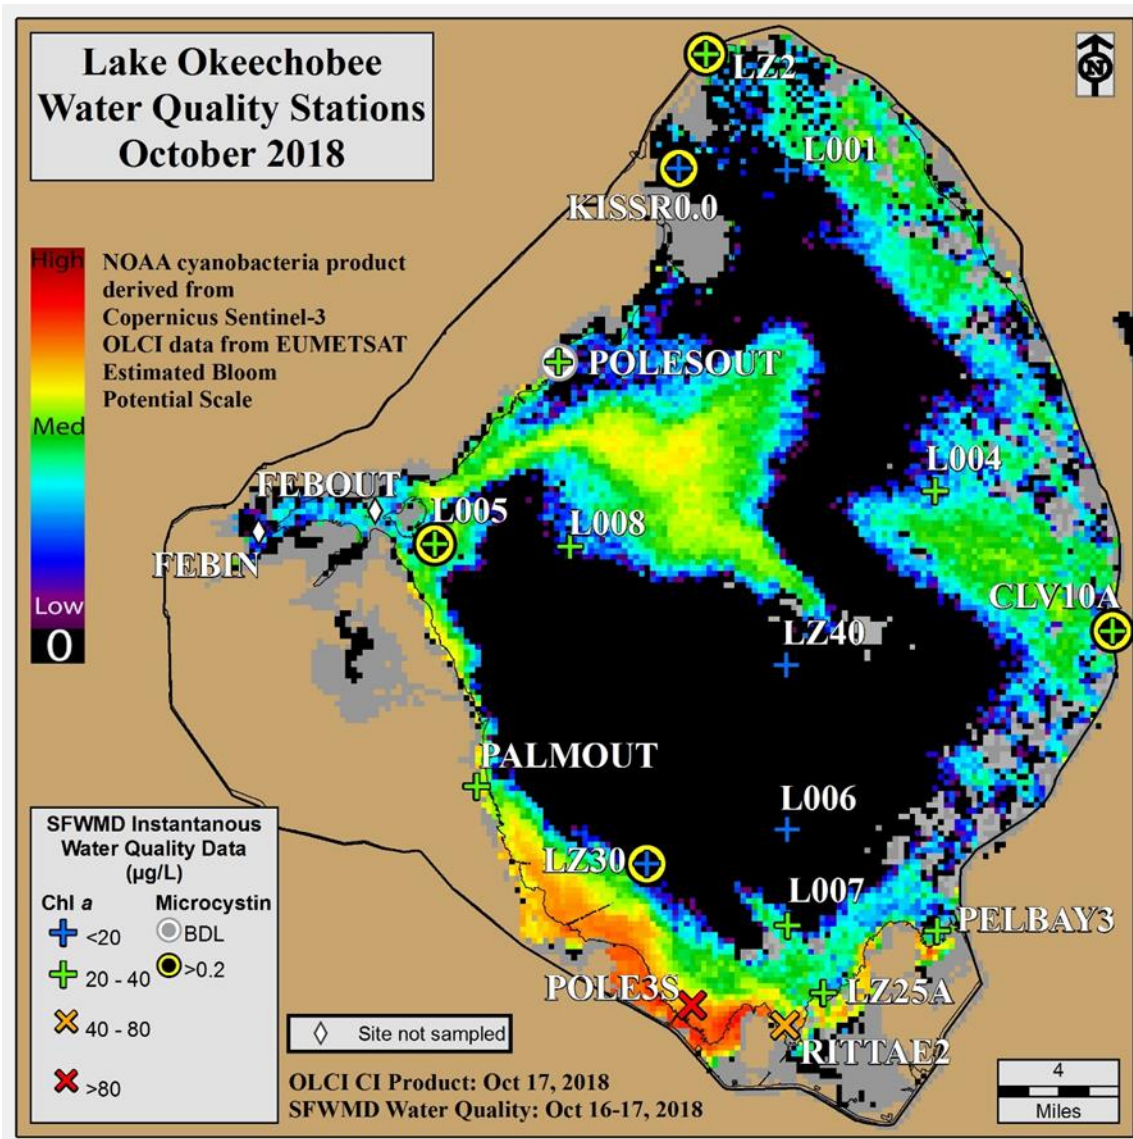 Lake Okeechobee
Water Quality Stations
October 2018
N
LZ2
L001
KISSR0.0
High
NOAA cyanobacteria product
derived from
Copernicus Sentinel-3
OLCI data from EUMETSAT
Estimated Bloom
Potential Scale
Med
Low
0
POLESOUT
L004
FEBOUT
L005
L008
FEBIN
CLV10A
LZ40
PALMOUT
L006
LZ30
L007
PELBAY3
POLE3S
LZ25A
RITTAE2
SFWMD Instantanous
Water Quality Data
(µg/L)
Chl a Microcystin
<20 BDL
20 - 40 >0.2
40 - 80
>80
Site not sampled
OLCI CI Product: Oct 17, 2018
SFWMD Water Quality: Oct 16-17, 2018
4
Miles